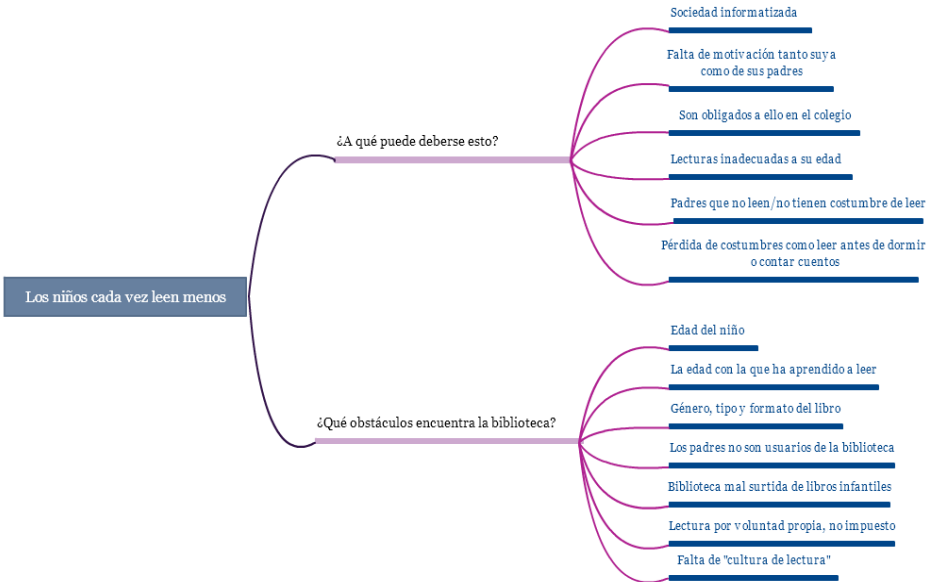 Los niños cada vez leen menos
¿A qué puede deberse esto?
Sociedad informatizada
Falta de motivación tanto suya
como de sus padres
Son obligados a ello en el colegio
Lecturas inadecuadas a su edad
Padres que no leen/no tienen costumbre de leer
Pérdida de costumbres como leer antes de dormir
o contar cuentos
¿Qué obstáculos encuentra la biblioteca?
Edad del niño
La edad con la que ha aprendido a leer
Género, tipo y formato del libro
Los padres no son usuarios de la biblioteca
Biblioteca mal surtida de libros infantiles
Lectura por voluntad propia, no impuesto
Falta de "cultura de lectura"